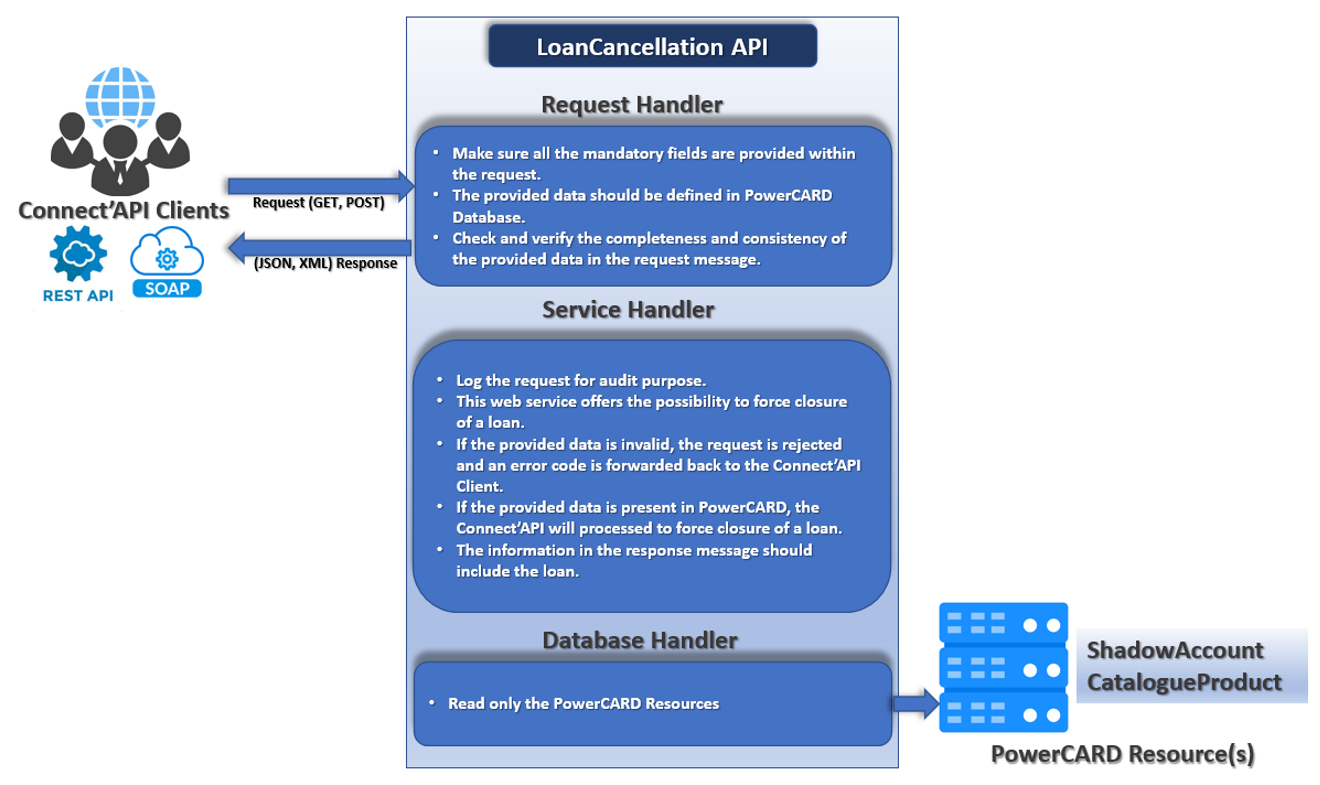 LoanCancellation API
Request Handler
• Make sure all the mandatory fields are provided within
the request.
• The provided data should be defined in PowerCARD
Database.
• Check and verify the completeness and consistency of
the provided data in the request message.
Connect’API Clients
Request (GET, POST)
(JSON, XML) Response
REST API
SOAP
Service Handler
• Log the request for audit purpose.
• This web service offers the possibility to force closure
of a loan.
• If the provided data is invalid, the request is rejected
and an error code is forwarded back to the Connect’API
Client.
• If the provided data is present in PowerCARD, the
Connect’API will processed to force closure of a loan.
• The information in the response message should
include the loan.
Database Handler
• Read only the PowerCARD Resources
ShadowAccount
CatalogueProduct
PowerCARD Resource(s)